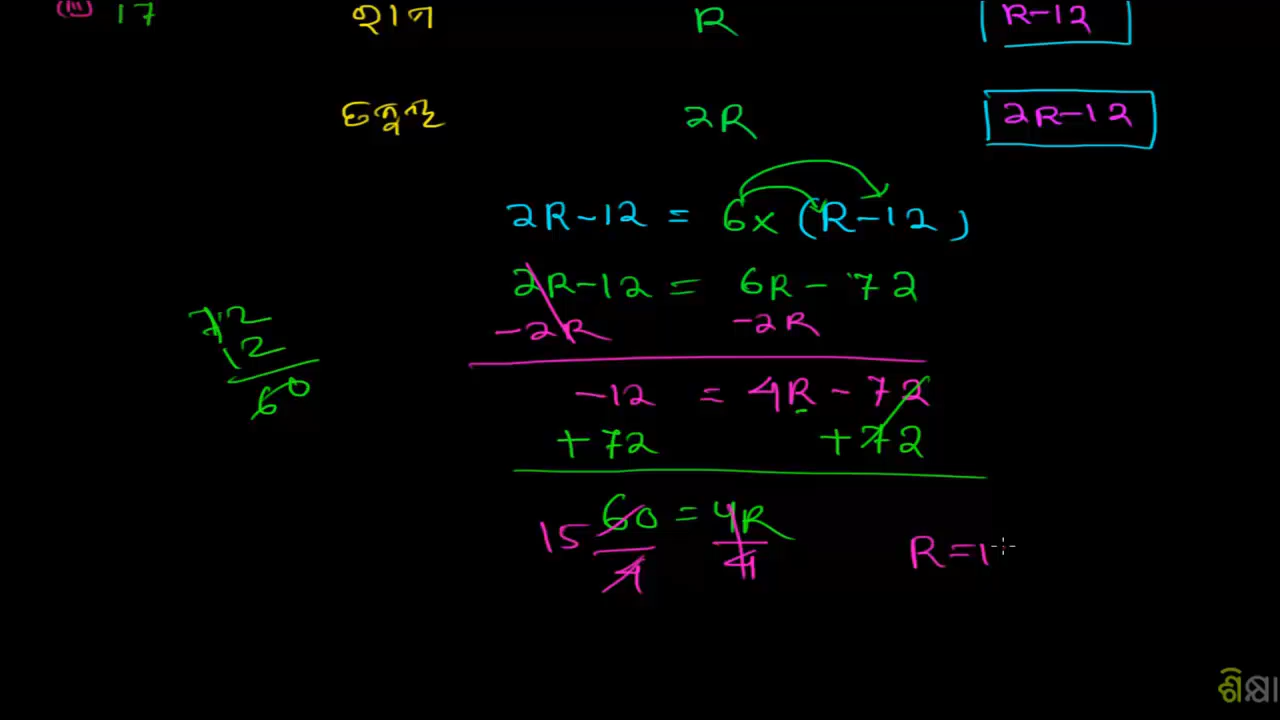 (iii) 17 ରାମ R R-12
2R 2R-12
2R-12 = 6x (R-12)
2R-12 = 6R - 72
-2R -2R
72
12
60
-12 = 4R - 72
+72 +72
15 60 = 4R
4 4
R=1
ଶିକ୍ଷା